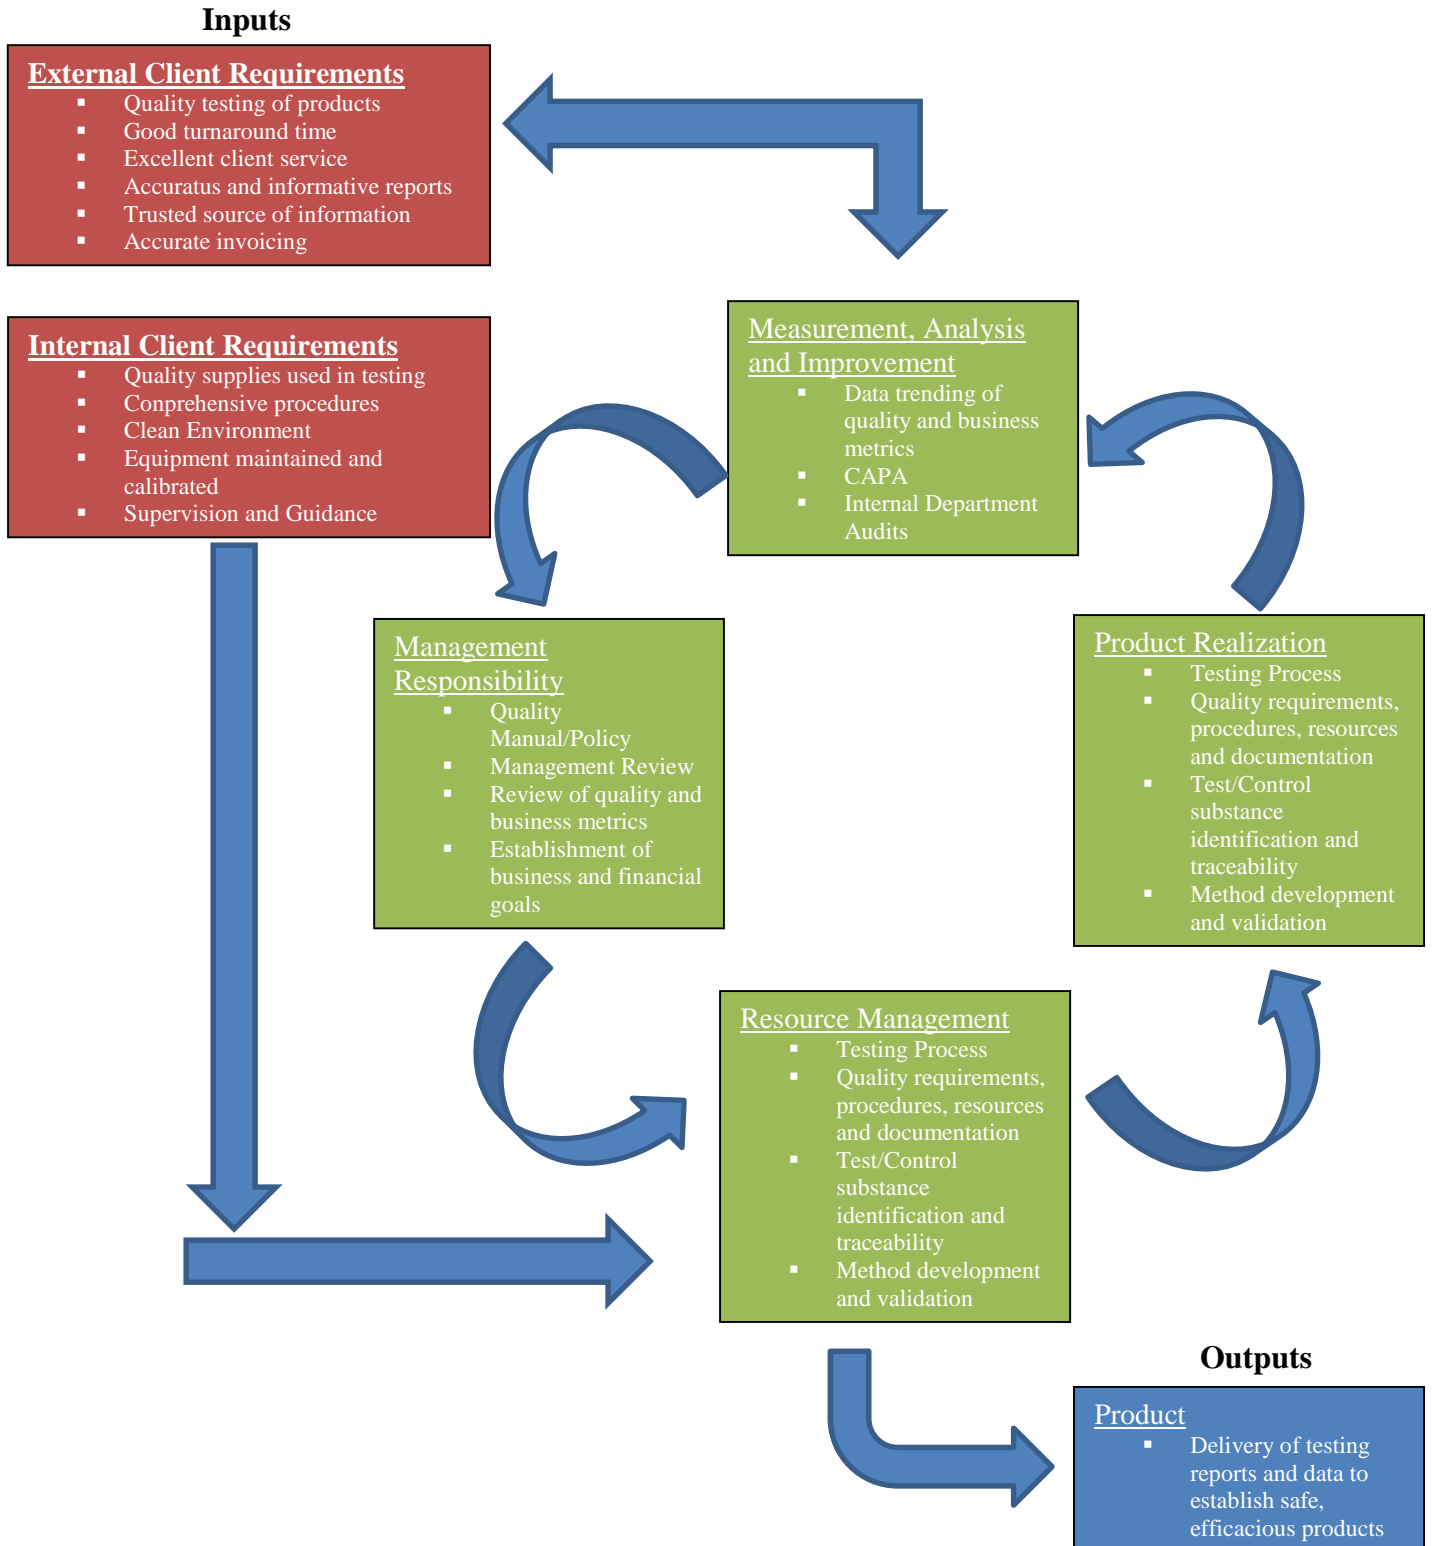 Inputs
External Client Requirements
▪ Quality testing of products
▪ Good turnaround time
▪ Excellent client service
▪ Accuratus and informative reports
▪ Trusted source of information
▪ Accurate invoicing
Internal Client Requirements
▪ Quality supplies used in testing
▪ Conprehensive procedures
▪ Clean Environment
▪ Equipment maintained and
calibrated
▪ Supervision and Guidance
Measurement, Analysis
and Improvement
▪ Data trending of
quality and business
metrics
▪ CAPA
▪ Internal Department
Audits
Management
Responsibility
▪ Quality
Manual/Policy
▪ Management Review
▪ Review of quality and
business metrics
▪ Establishment of
business and financial
goals
Product Realization
▪ Testing Process
▪ Quality requirements,
procedures, resources
and documentation
▪ Test/Control
substance
identification and
traceability
▪ Method development
and validation
Resource Management
▪ Testing Process
▪ Quality requirements,
procedures, resources
and documentation
▪ Test/Control
substance
identification and
traceability
▪ Method development
and validation
Outputs
Product
▪ Delivery of testing
reports and data to
establish safe,
efficacious products